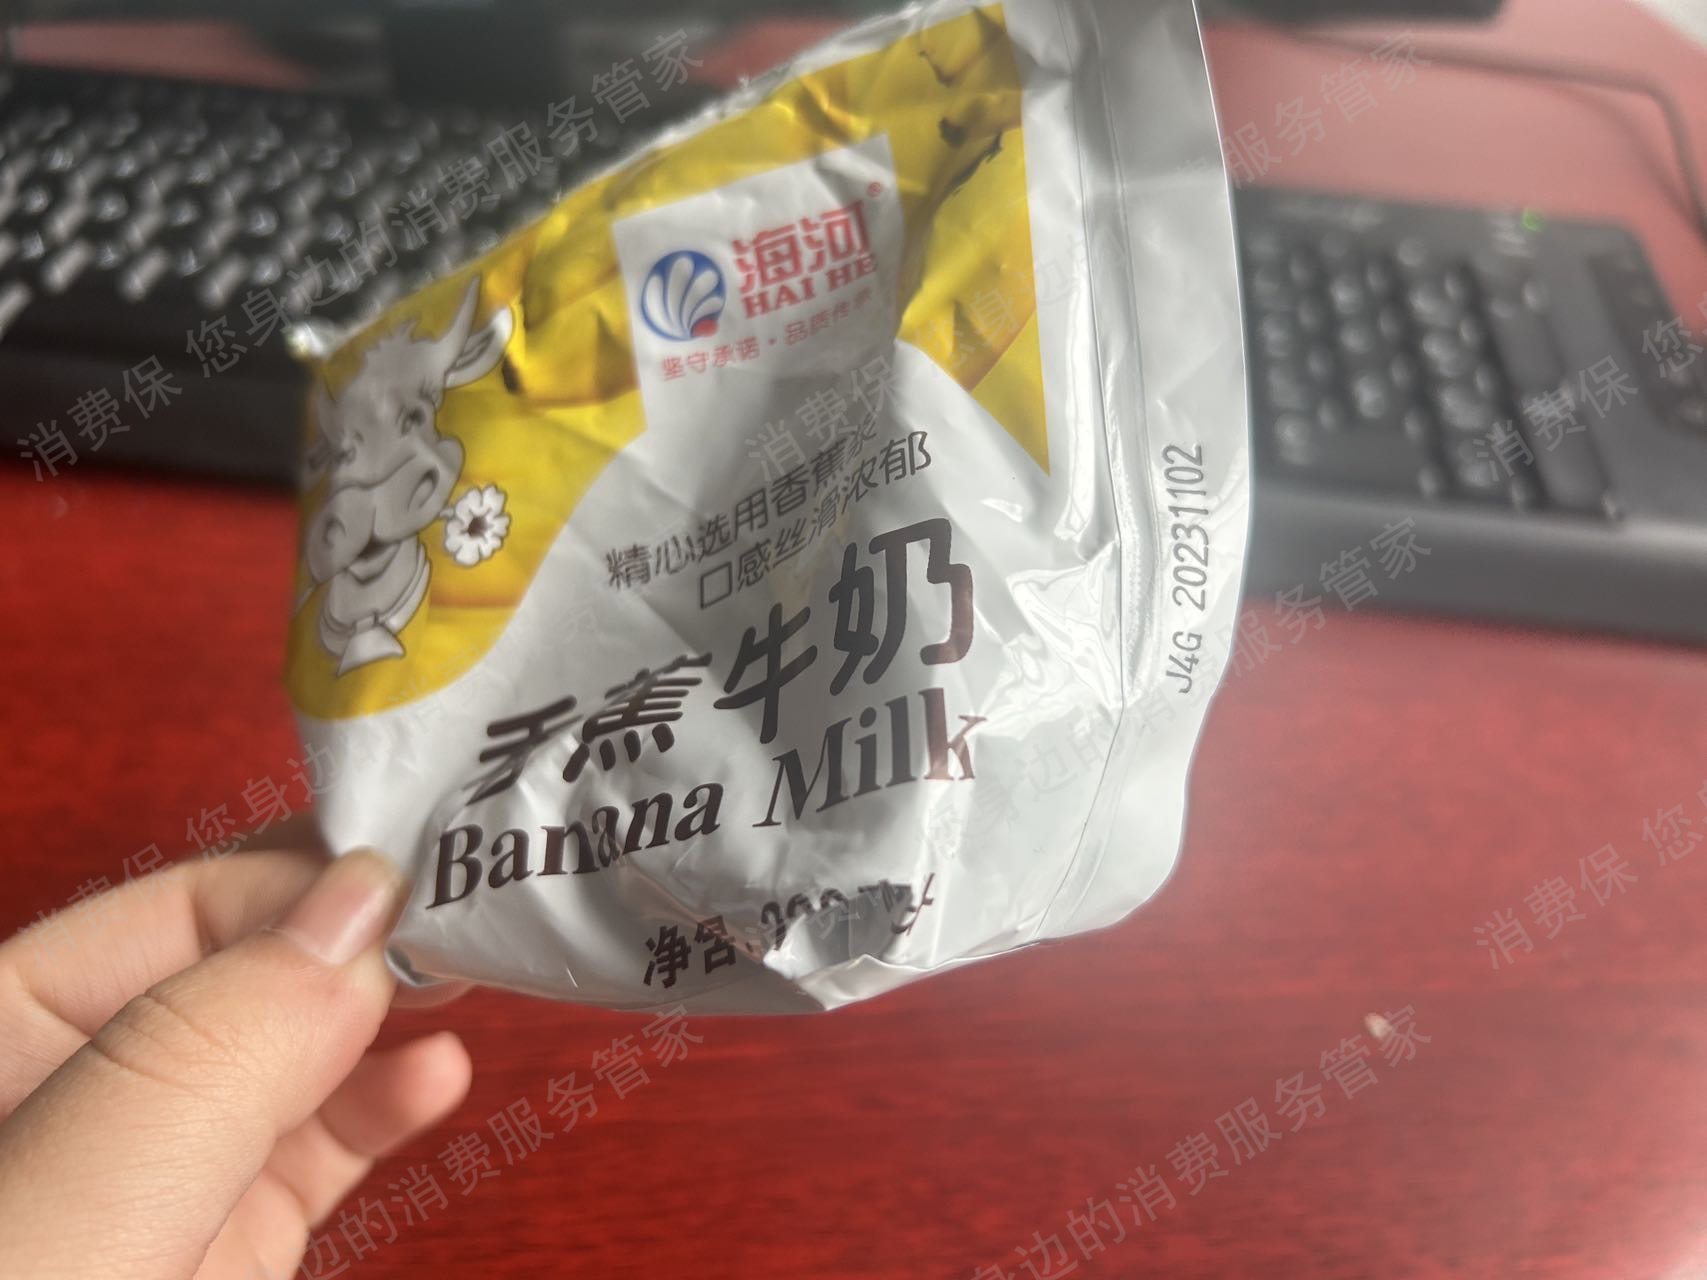 海河®
HAI HE
坚守承诺·品质传承
精心选用香蕉浆
口感丝滑浓郁
香蕉牛奶
Banana Milk
净含
J4G 20231102
消费保 您身边的消费服务管家